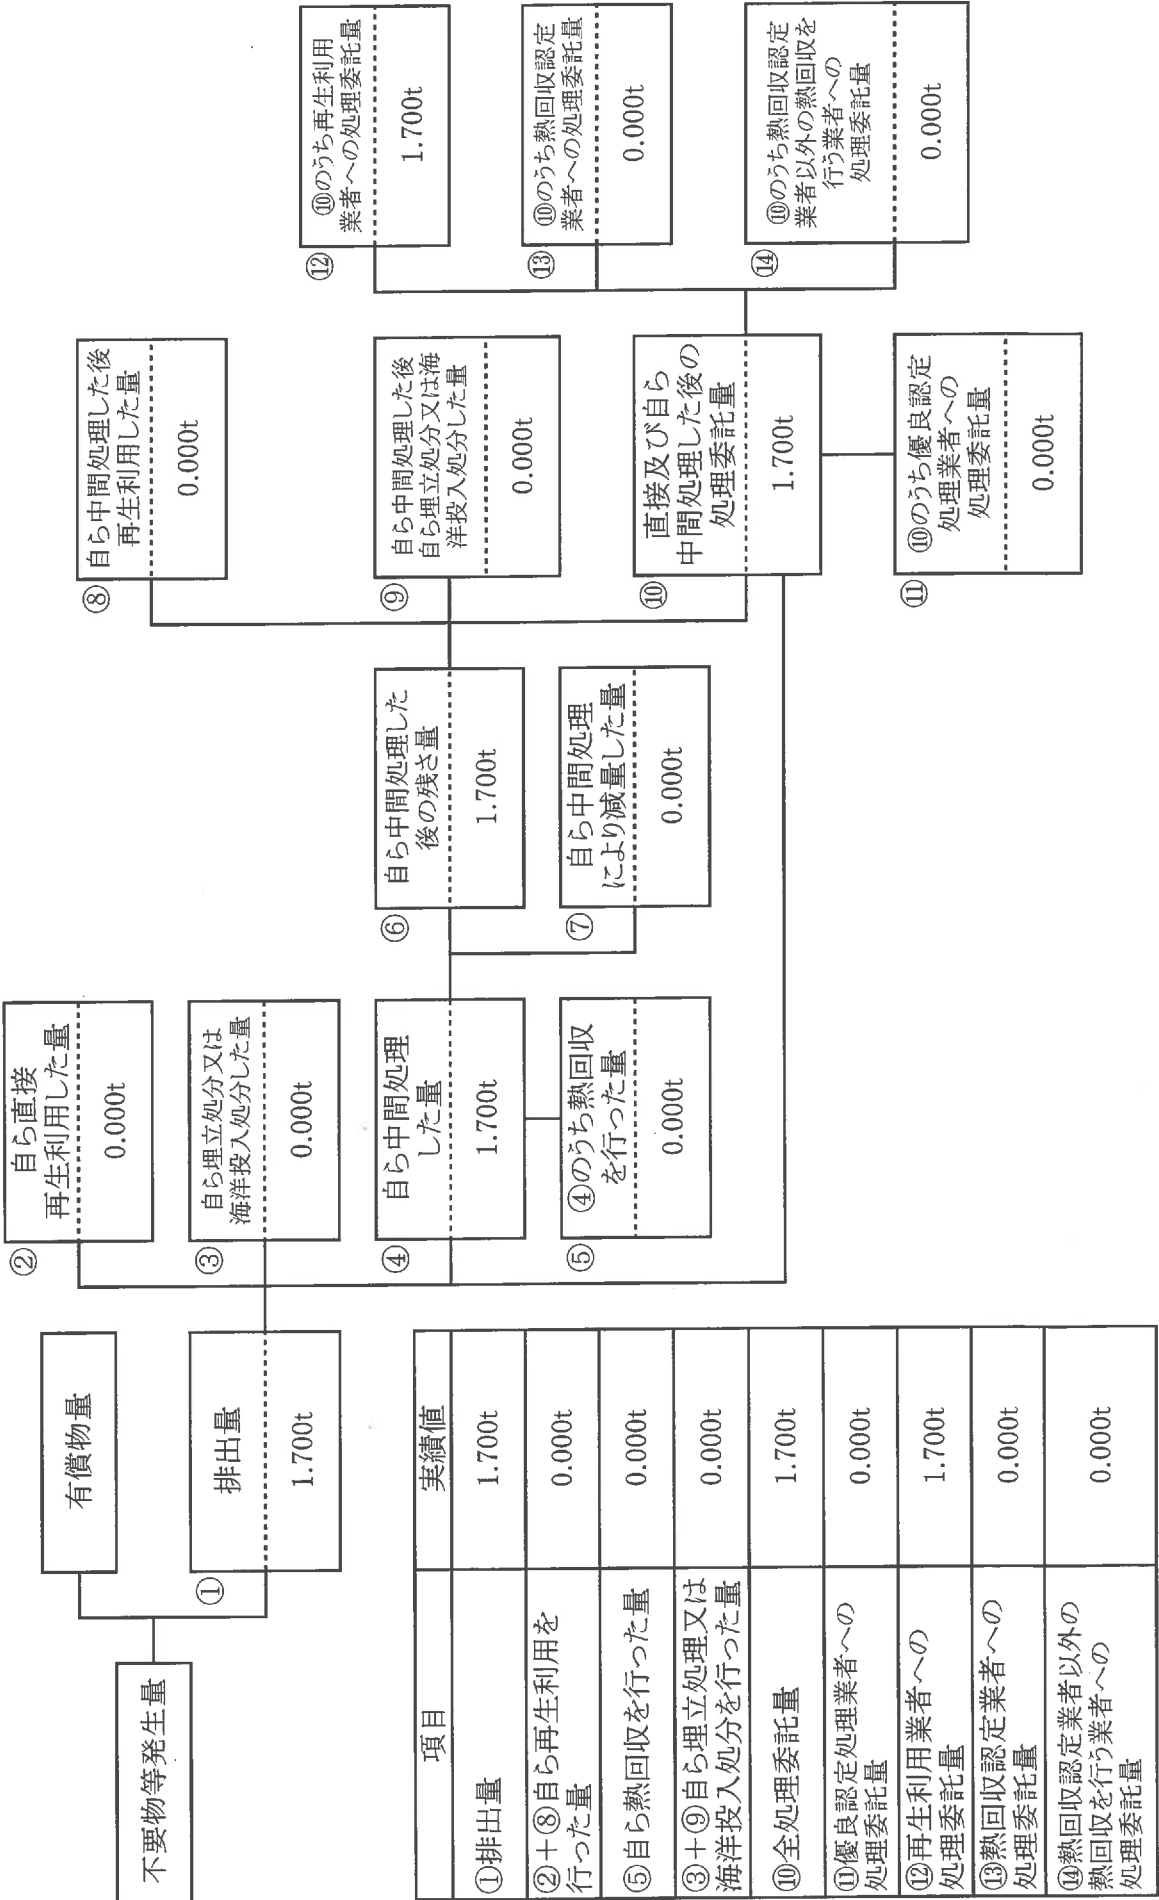 不要物等発生量
有償物量
①
排出量
1.700t
②
自ら直接
再生利用した量
0.000t
③
自ら埋立処分又は
海洋投入処分した量
0.000t
④
自ら中間処理
した量
1.700t
⑤
④のうち熱回収
を行った量
0.000t
⑥
自ら中間処理した
後の残さ量
1.700t
⑦
自ら中間処理
により減量した量
0.000t
⑧
自ら中間処理した後
再生利用した量
0.000t
⑨
自ら中間処理した後
自ら埋立処分又は海
洋投入処分した量
0.000t
⑩
直接及び自ら
中間処理した後の
処理委託量
1.700t
⑪
⑩のうち優良認定
処理業者への
処理委託量
0.000t
⑫
⑩のうち再生利用
業者への処理委託量
1.700t
⑬
⑩のうち熱回収認定
業者への処理委託量
0.000t
⑭
⑩のうち熱回収認定
業者以外の熱回収を
行う業者への
処理委託量
0.000t
項目 実績値
①排出量 1.700t
②+⑧自ら再生利用を
行った量 0.000t
⑤自ら熱回収を行った量 0.000t
③+⑨自ら埋立処理又は
海洋投入処分を行った量 0.000t
⑩全処理委託量 1.700t
⑪優良認定処理業者への
処理委託量 0.000t
⑫再生利用業者への
処理委託量 1.700t
⑬熱回収認定業者への
処理委託量 0.000t
⑭熱回収認定業者以外の
熱回収を行う業者への
処理委託量 0.000t